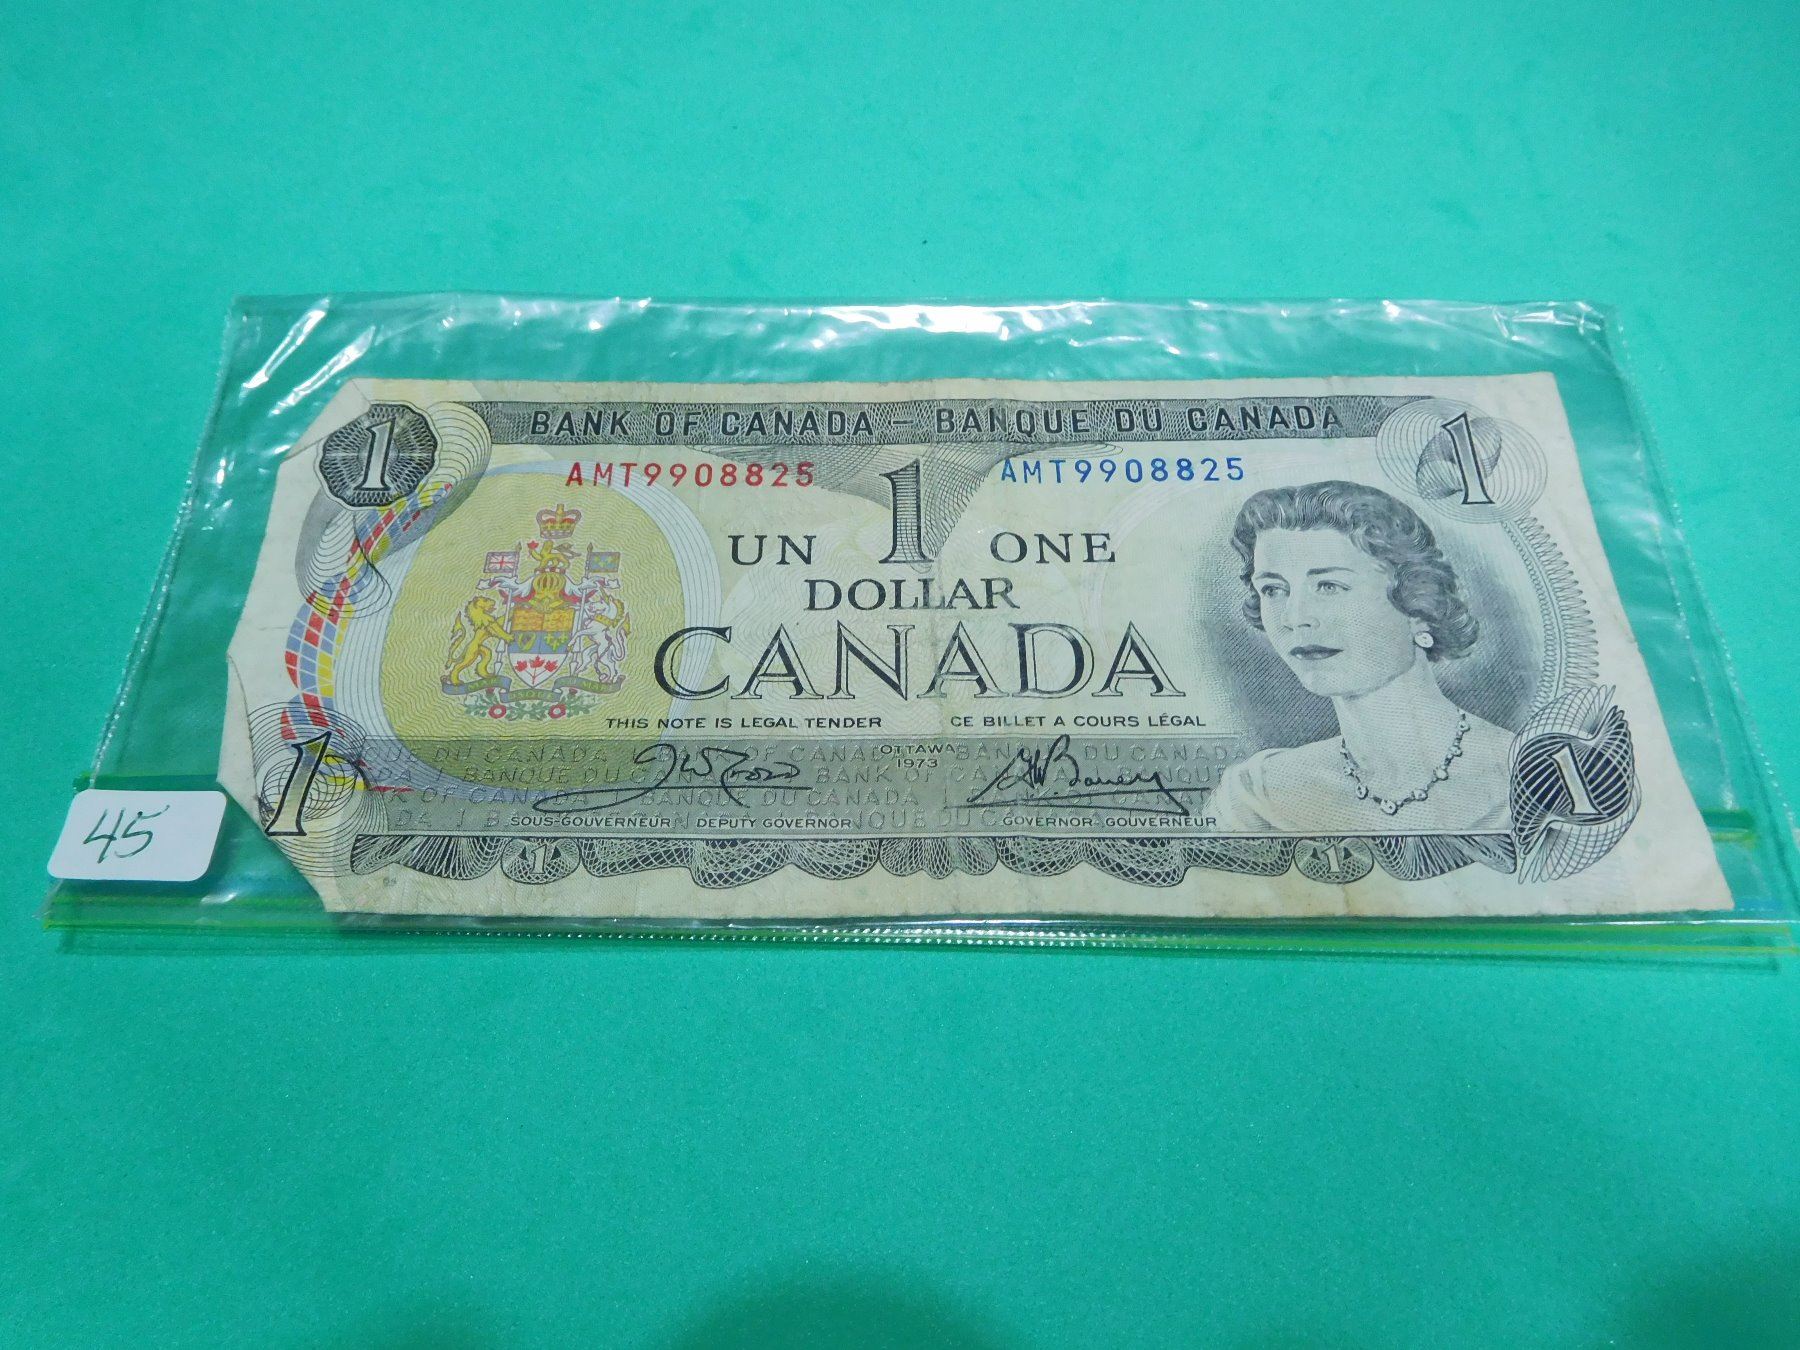 1
BANK OF CANADA – BANQUE DU CANADA
1
AMT9908825
1
AMT9908825
UN
ONE
DOLLAR
CANADA
THIS NOTE IS LEGAL TENDER
CE BILLET A COURS LÉGAL
OTTAWA
1973
SOUS-GOUVERNEUR DEPUTY GOVERNOR
GOVERNOR GOUVERNEUR
1
1
1
1
45